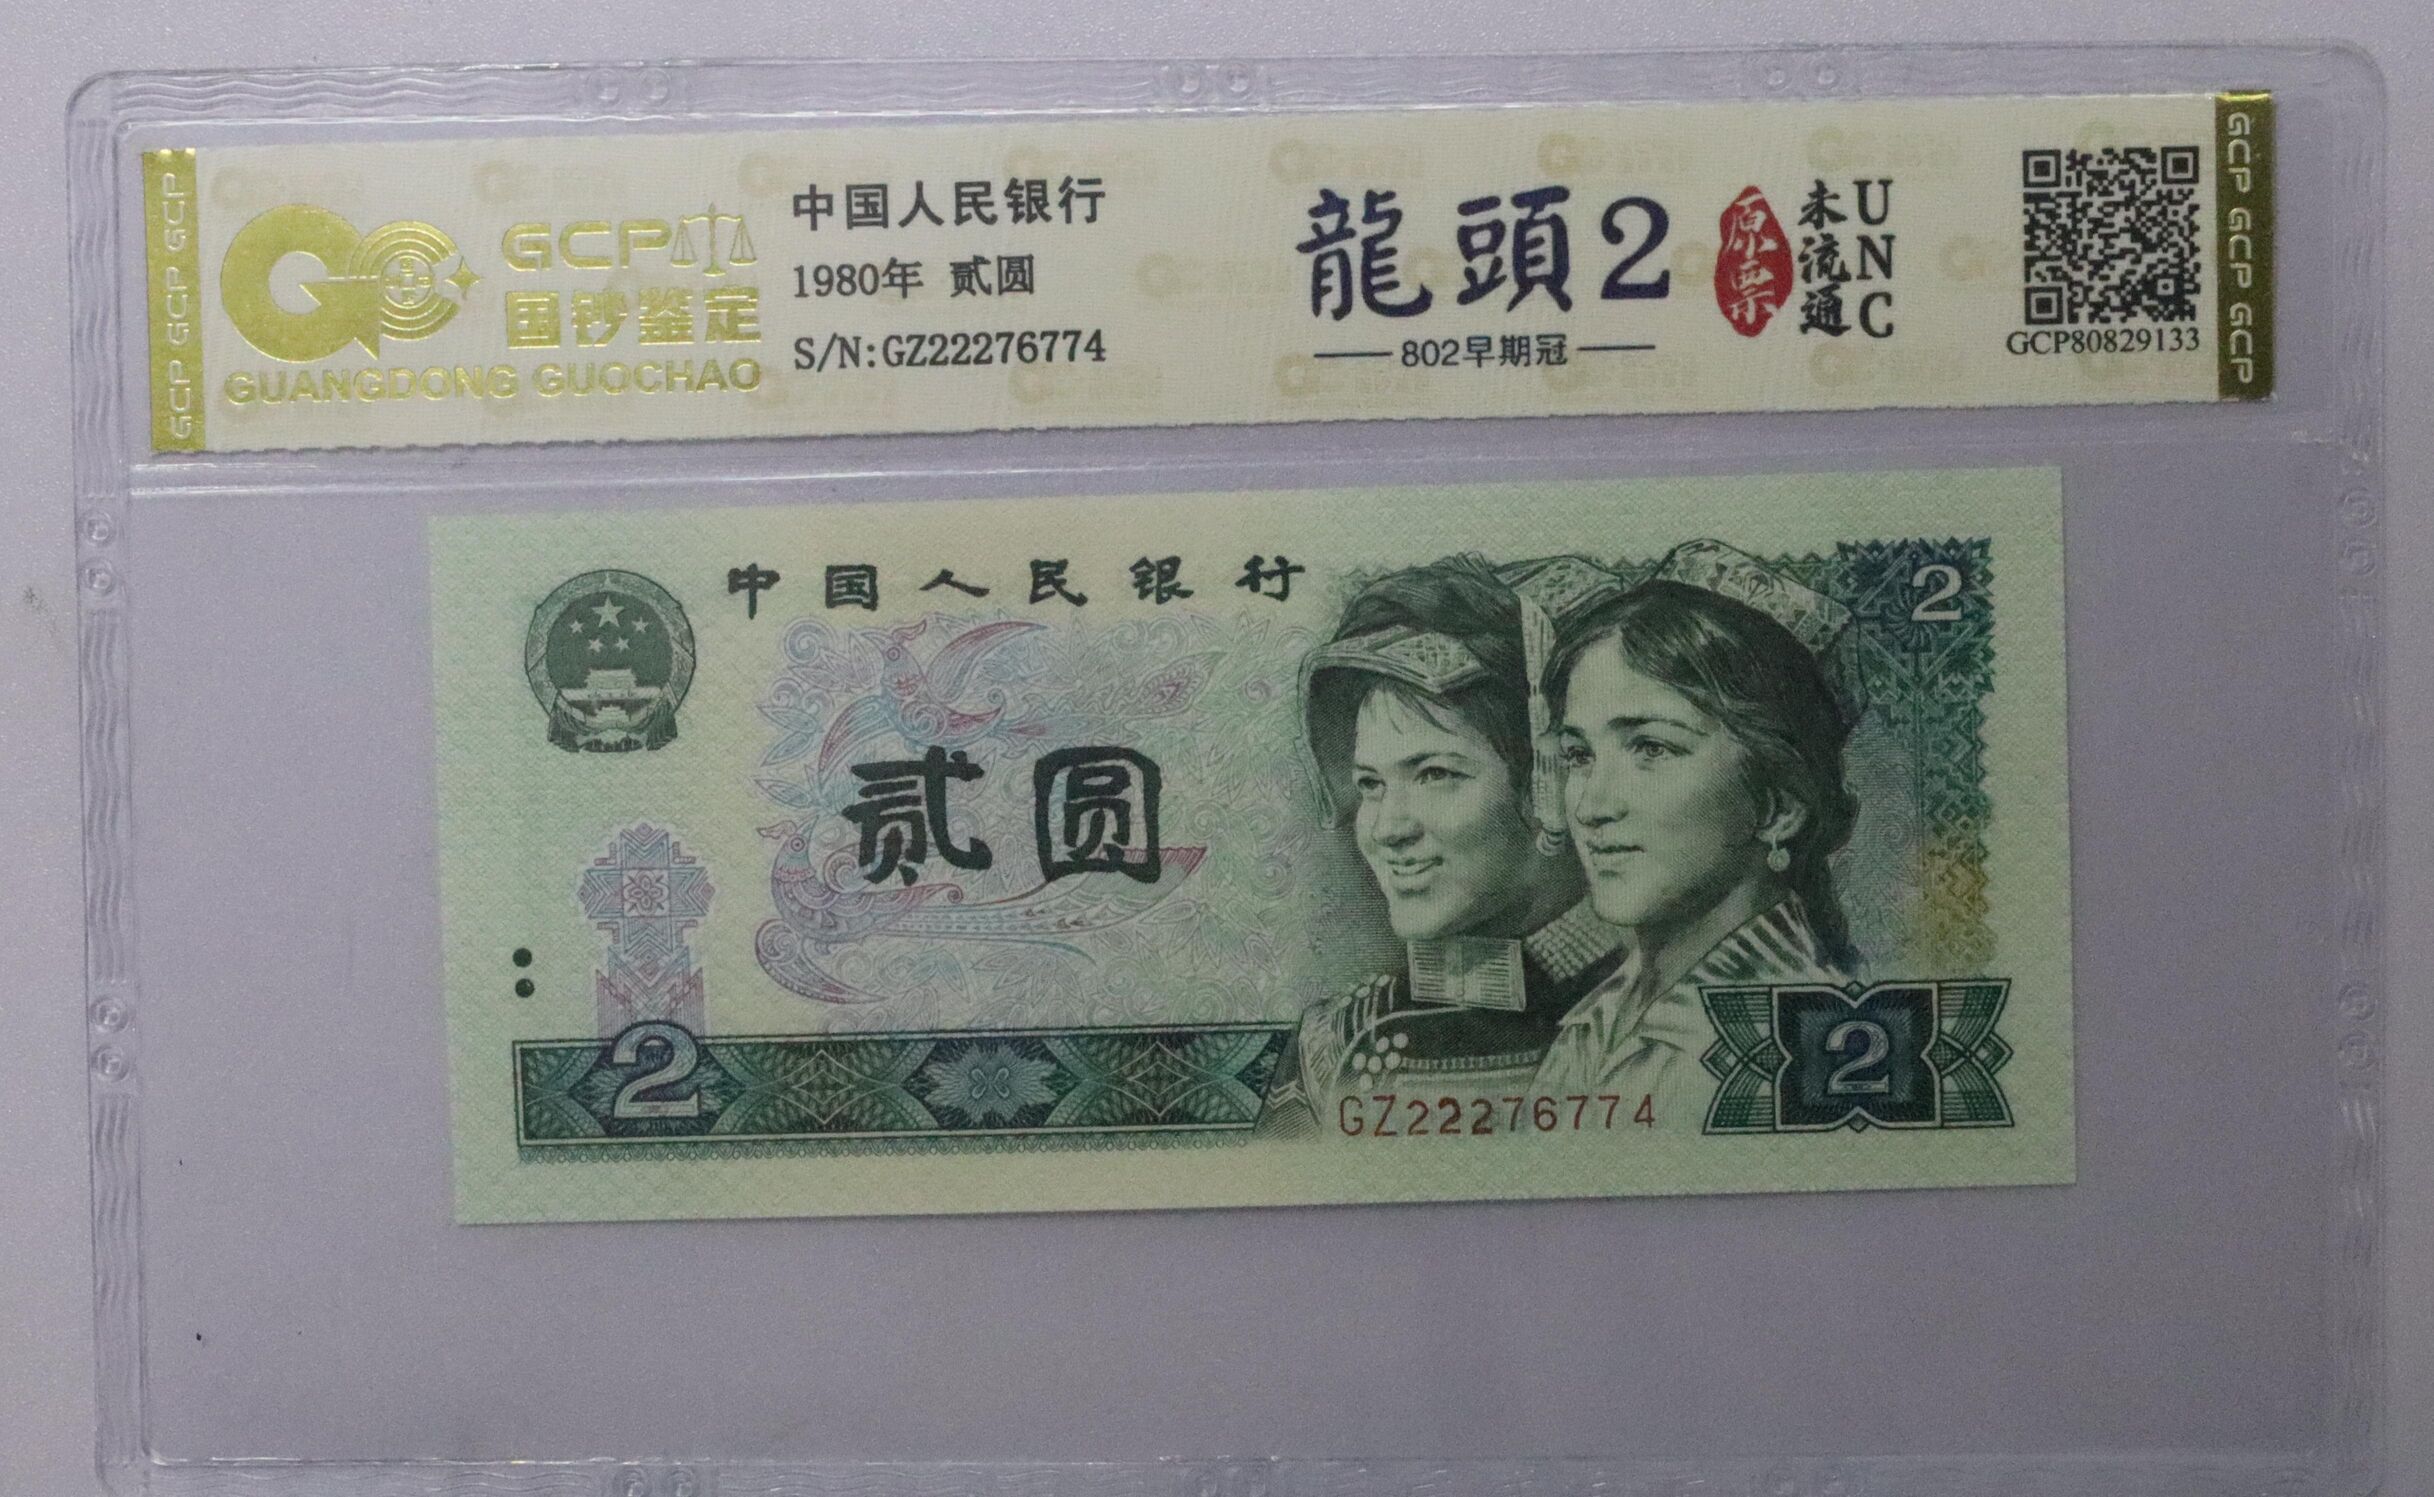 GCP GCP GCP
GCP
国钞鉴定
GUANGDONG GUOCHAO
中国人民银行
1980年 贰圆
S/N:GZ22276774
龍頭2
802早期冠
原票
未流通
UNC
GCP80829133
GCP GCP GCP
中国人民银行
2
贰圆
2
2
GZ22276774